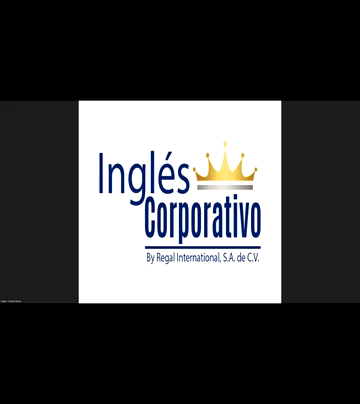 Inglés
Corporativo
By Regal International, S.A. de C.V.